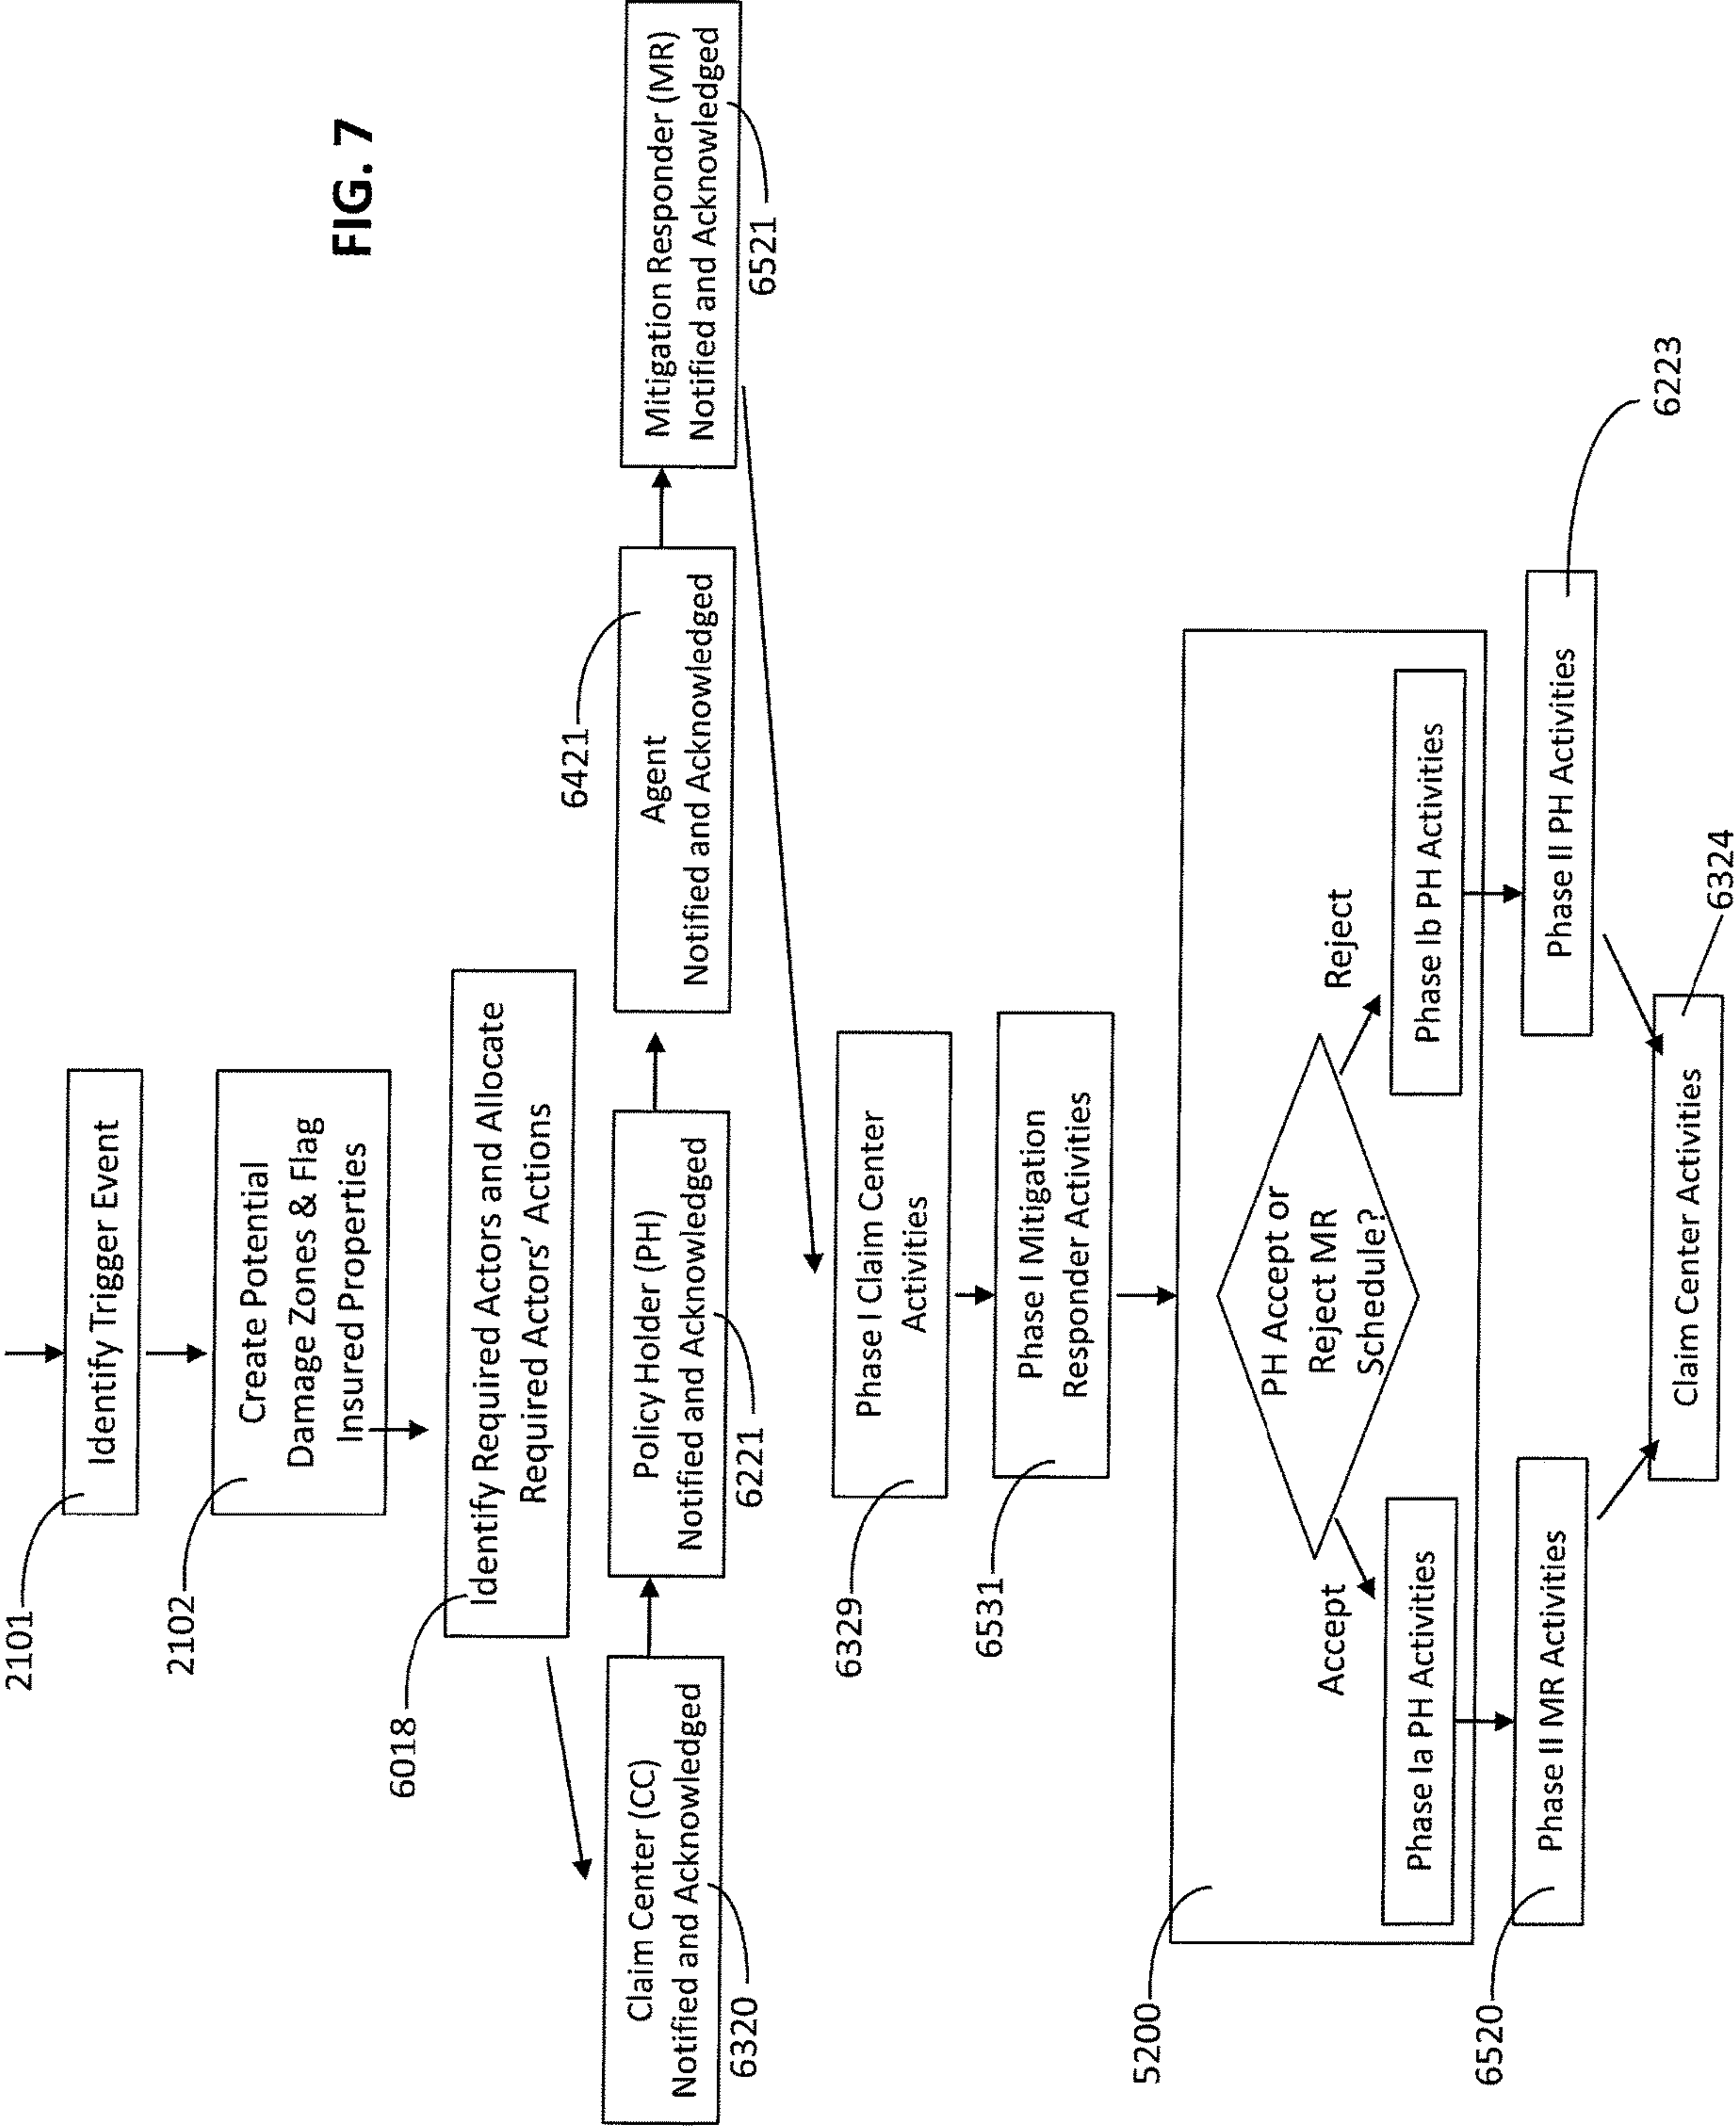 FIG. 7
2101
Identify Trigger Event
2102
Create Potential
Damage Zones & Flag
Insured Properties
6018
Identify Required Actors and Allocate
Required Actors' Actions
Claim Center (CC)
Notified and Acknowledged
6320
Policy Holder (PH)
Notified and Acknowledged
6221
6421
Agent
Notified and Acknowledged
Mitigation Responder (MR)
Notified and Acknowledged
6521
6329
Phase I Claim Center
Activities
6531
Phase I Mitigation
Responder Activities
5200
PH Accept or
Reject MR
Schedule?
Accept
Reject
Phase Ia PH Activities
Phase Ib PH Activities
6520
Phase II MR Activities
Phase II PH Activities
6223
Claim Center Activities
6324